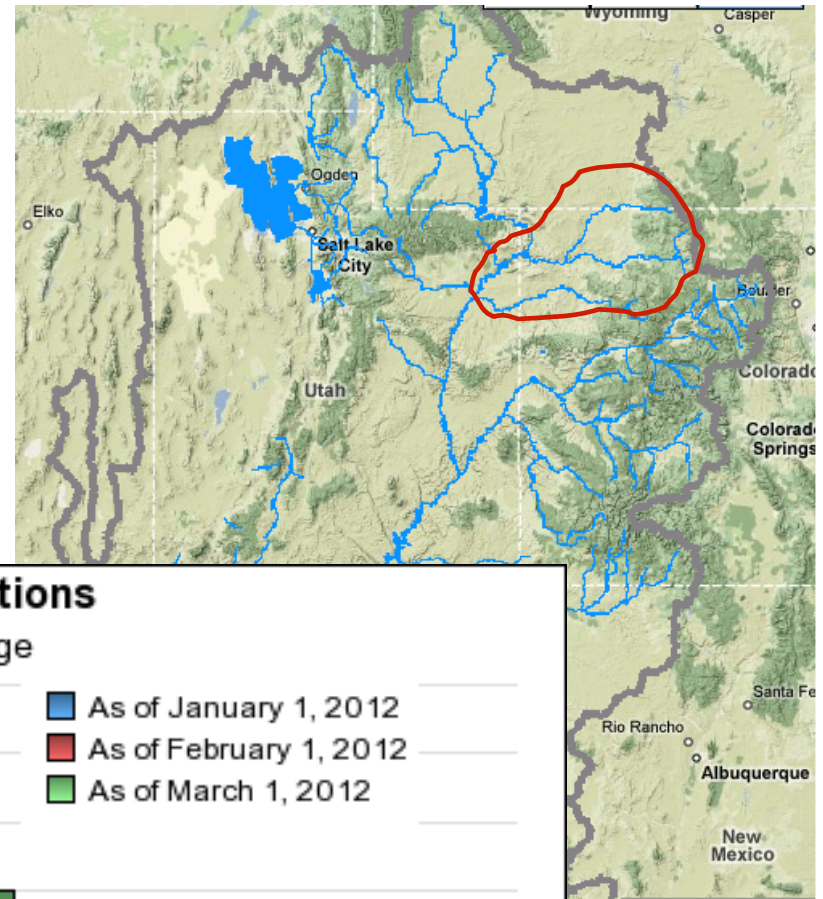 Wyoming
Casper
Ogden
Elko
Salt Lake
City
Boulder
Utah
Colorado
Colorad
Springs
tions
ge
As of January 1, 2012
As of February 1, 2012
As of March 1, 2012
Santa Fe
Rio Rancho
Albuquerque
New
Mexico